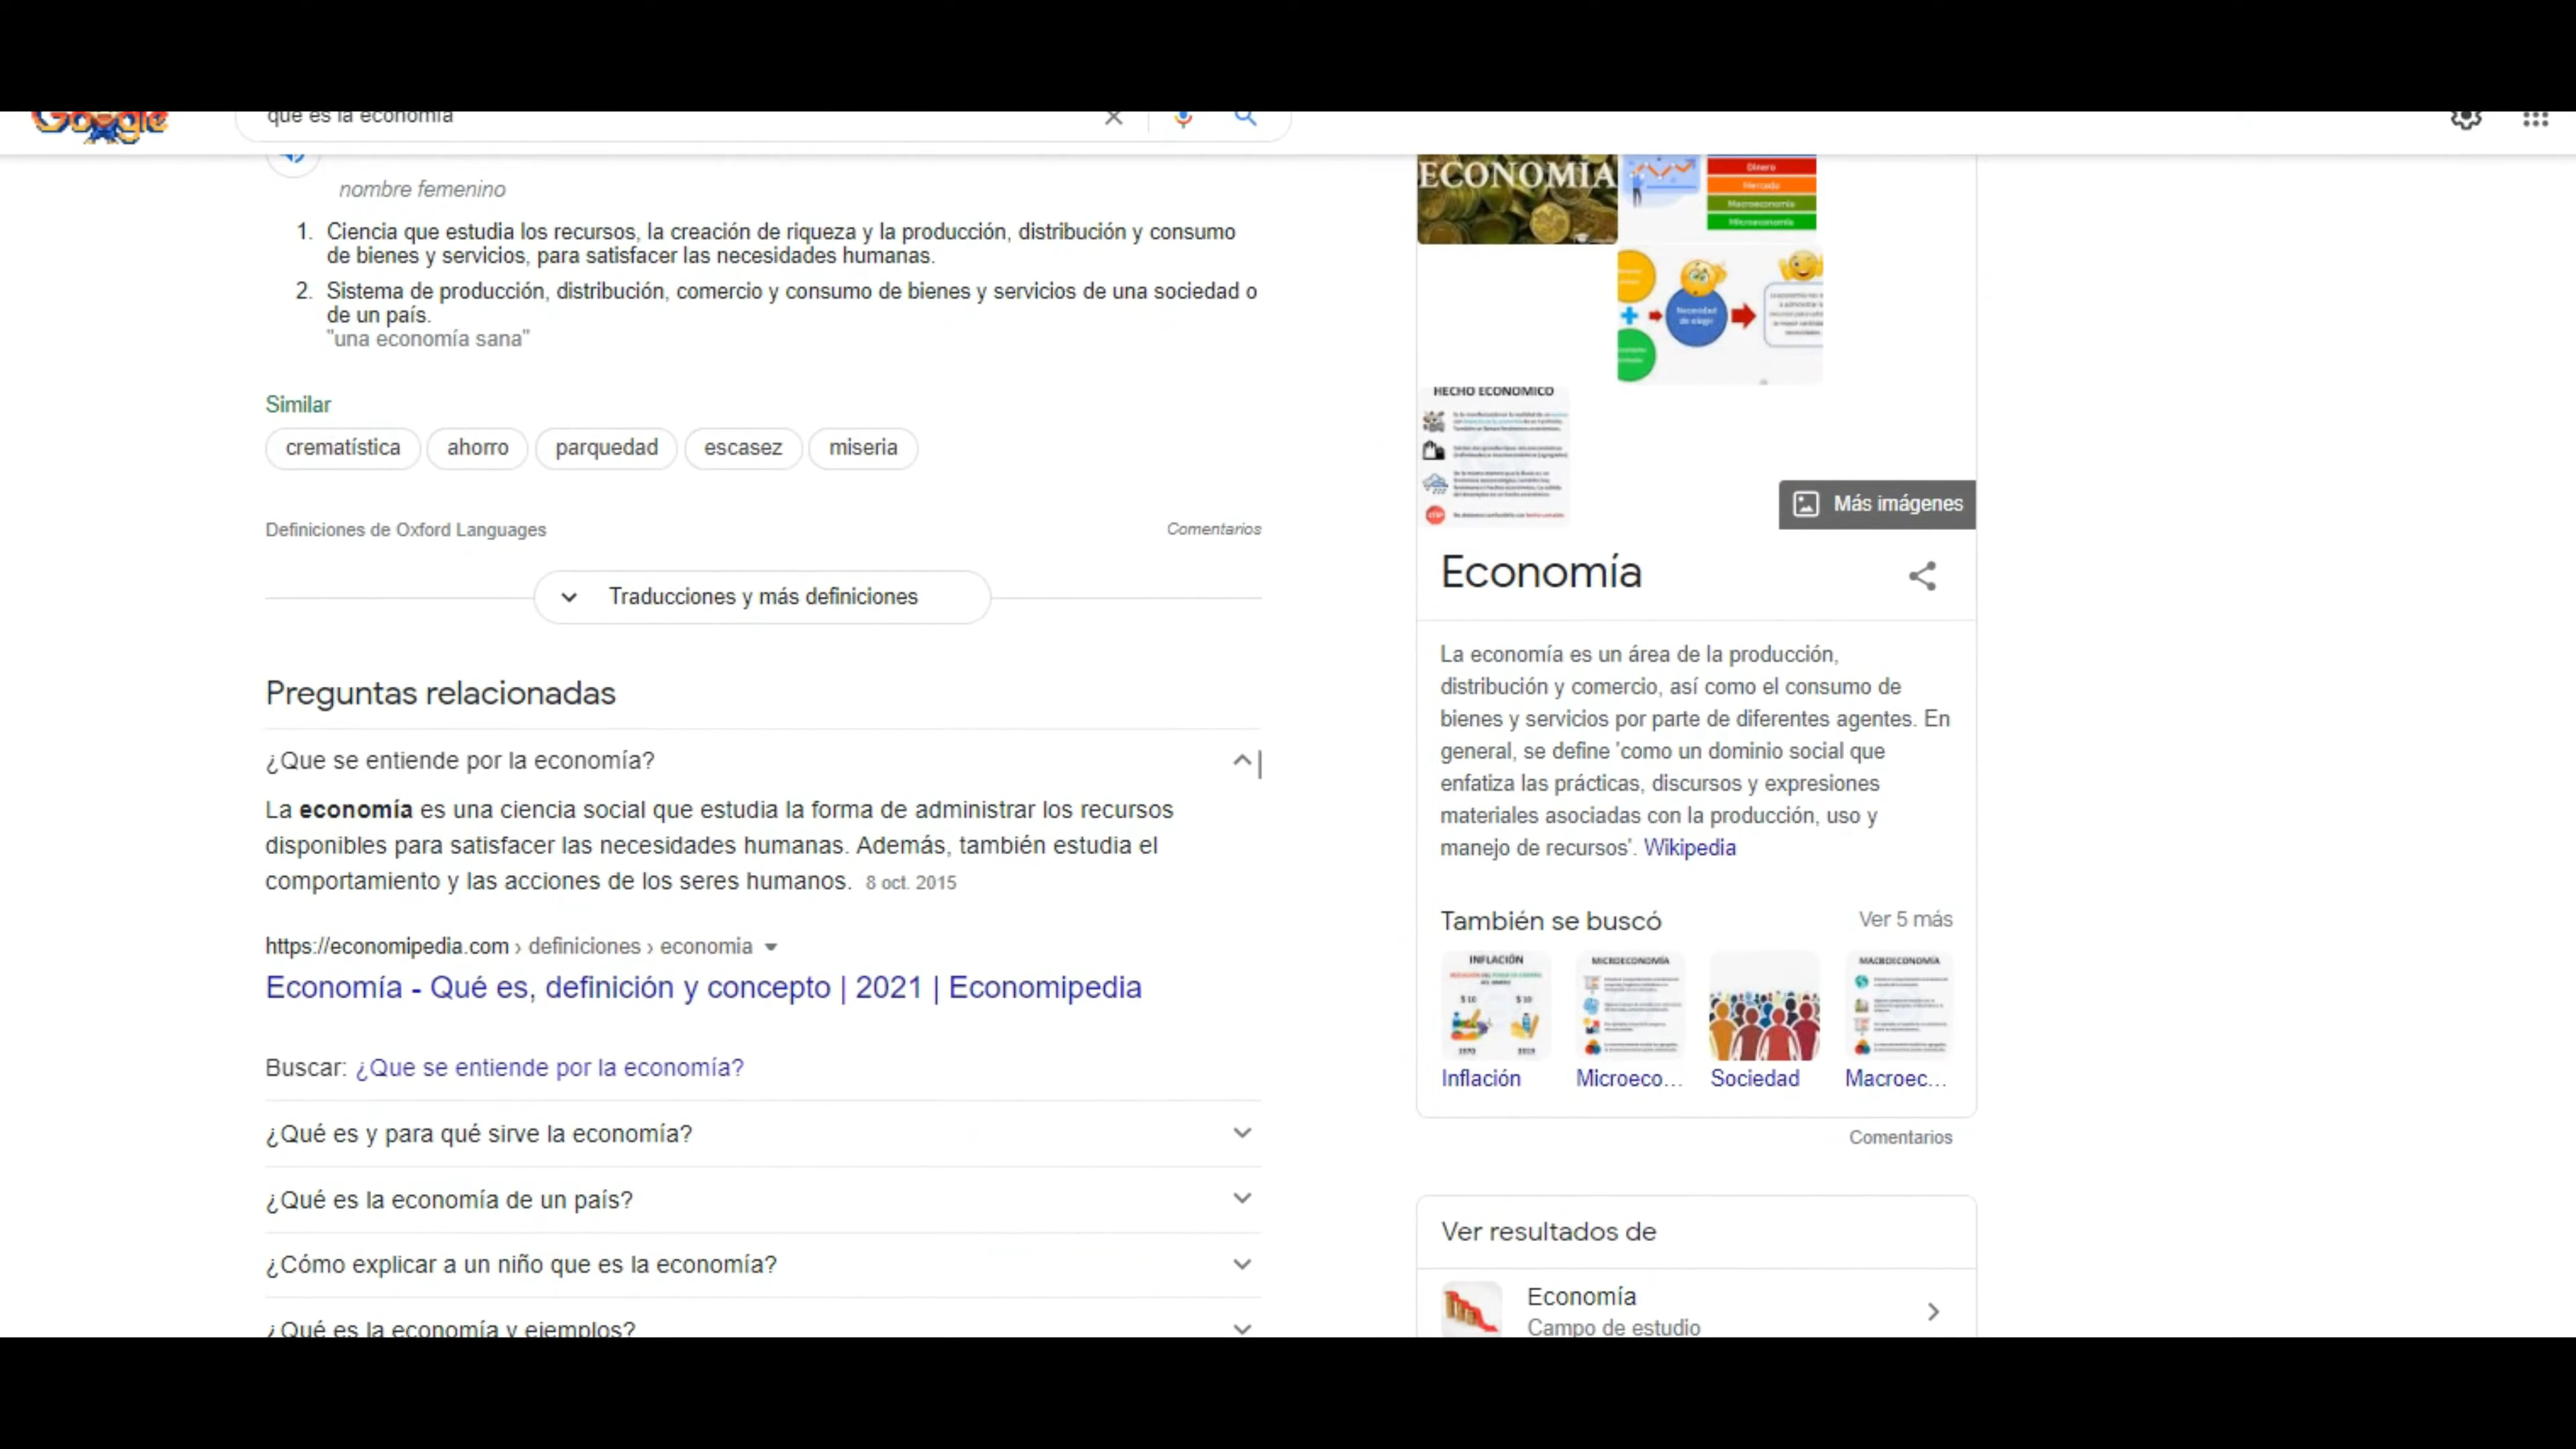 Google
que es la economia
nombre femenino
1. Ciencia que estudia los recursos, la creación de riqueza y la producción, distribución y consumo
de bienes y servicios, para satisfacer las necesidades humanas.
2. Sistema de producción, distribución, comercio y consumo de bienes y servicios de una sociedad o
de un país.
"una economía sana"
Similar
crematística
ahorro
parquedad
escasez
miseria
Definiciones de Oxford Languages
Comentarios
Traducciones y más definiciones
Preguntas relacionadas
¿Que se entiende por la economía?
La economía es una ciencia social que estudia la forma de administrar los recursos
disponibles para satisfacer las necesidades humanas. Además, también estudia el
comportamiento y las acciones de los seres humanos. 8 oct. 2015
https://economipedia.com › definiciones › economia
Economía - Qué es, definición y concepto | 2021 | Economipedia
Buscar: ¿Que se entiende por la economía?
¿Qué es y para qué sirve la economía?
¿Qué es la economía de un país?
¿Cómo explicar a un niño que es la economía?
¿Qué es la economía y ejemplos?
ECONOMIA
Dinero
Mercado
Macroeconomía
Microeconomía
Necesidad
de elegir
HECHO ECONÓMICO
Más imágenes
Economía
La economía es un área de la producción,
distribución y comercio, así como el consumo de
bienes y servicios por parte de diferentes agentes. En
general, se define 'como un dominio social que
enfatiza las prácticas, discursos y expresiones
materiales asociadas con la producción, uso y
manejo de recursos'. Wikipedia
También se buscó
Ver 5 más
INFLACIÓN
$ 10 $ 10
1970 2019
MICROECONOMÍA
MACROECONOMÍA
Inflación
Microeco...
Sociedad
Macroec...
Comentarios
Ver resultados de
Economía
Campo de estudio